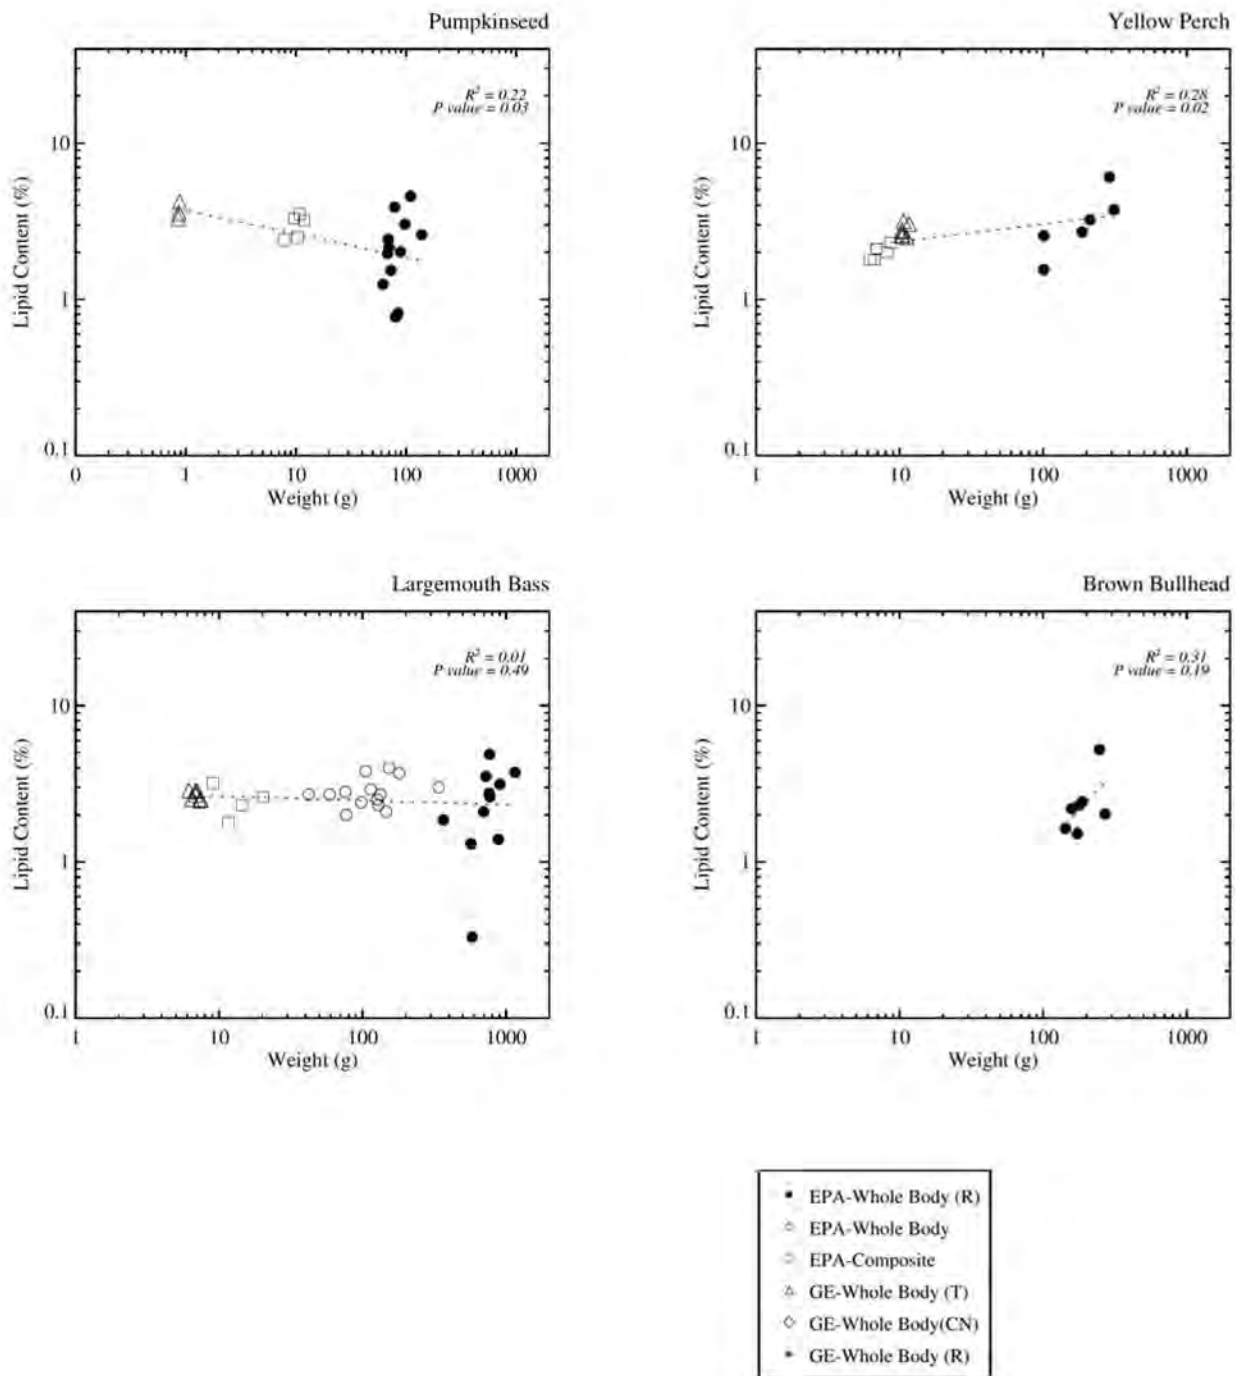 Pumpkinseed
R² = 0.22
P value = 0.03
Lipid Content (%)
10
1
0.1
0 1 10 100 1000
Weight (g)
Yellow Perch
R² = 0.28
P value = 0.02
Lipid Content (%)
10
1
0.1
1 10 100 1000
Weight (g)
Largemouth Bass
R² = 0.01
P value = 0.49
Lipid Content (%)
10
1
0.1
1 10 100 1000
Weight (g)
Brown Bullhead
R² = 0.31
P value = 0.19
Lipid Content (%)
10
1
0.1
1 10 100 1000
Weight (g)
EPA-Whole Body (R)
EPA-Whole Body
EPA-Composite
GE-Whole Body (T)
GE-Whole Body(CN)
GE-Whole Body (R)